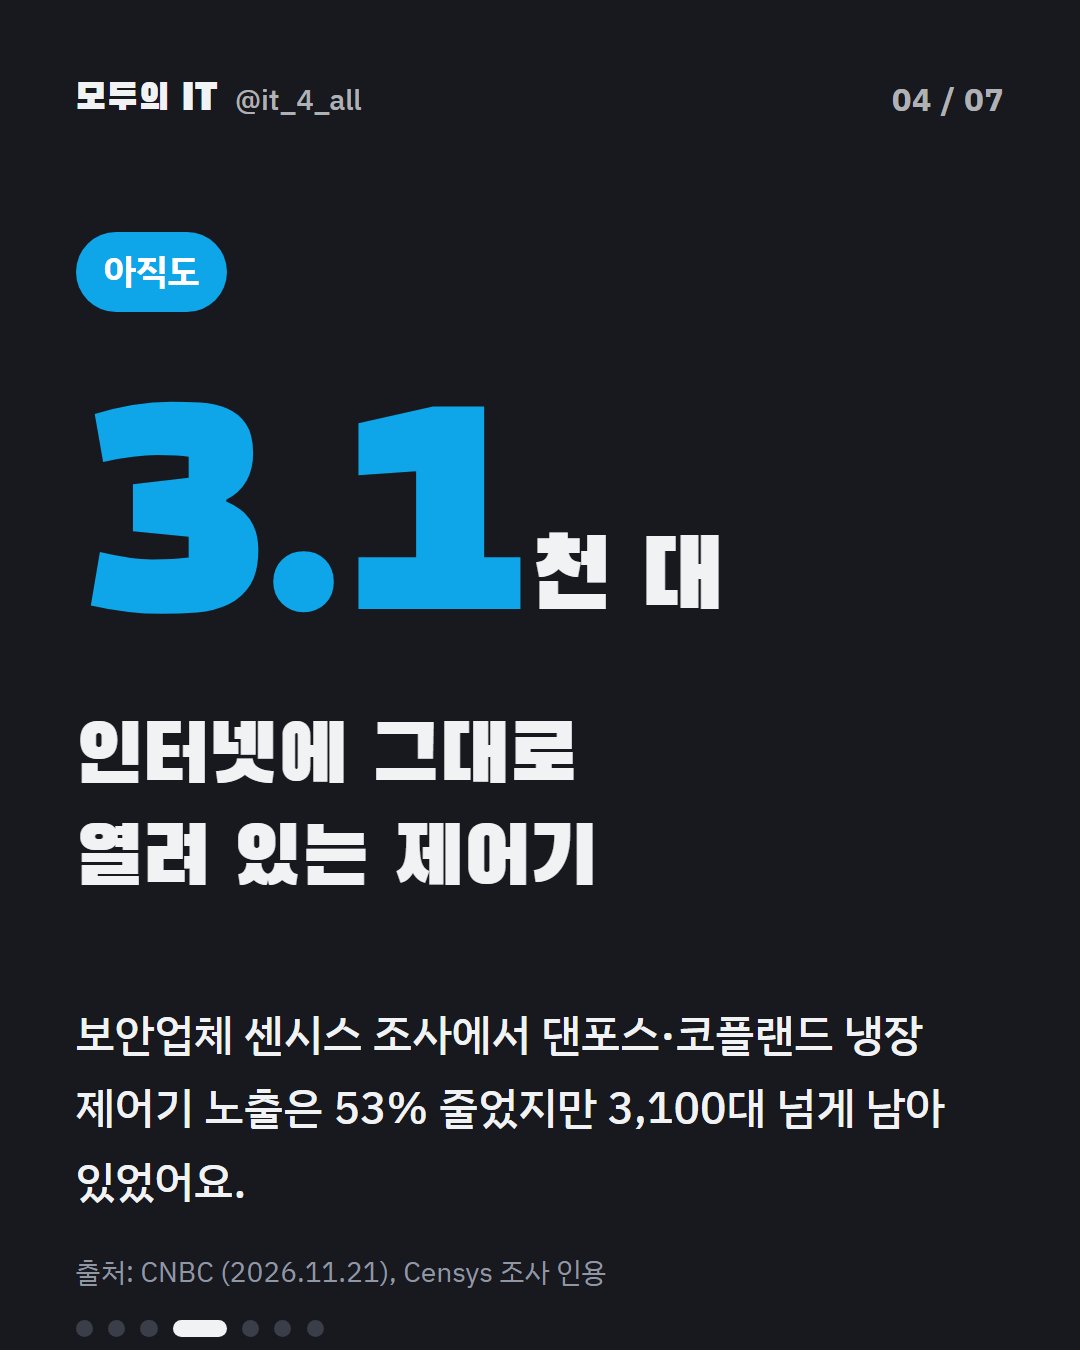 모두의 IT @it_4_all
04 / 07
아직도
3.1천 대
인터넷에 그대로
열려 있는 제어기
보안업체 센시스 조사에서 댄포스·코플랜드 냉장
제어기 노출은 53% 줄었지만 3,100대 넘게 남아
있었어요.
출처: CNBC (2026.11.21), Censys 조사 인용